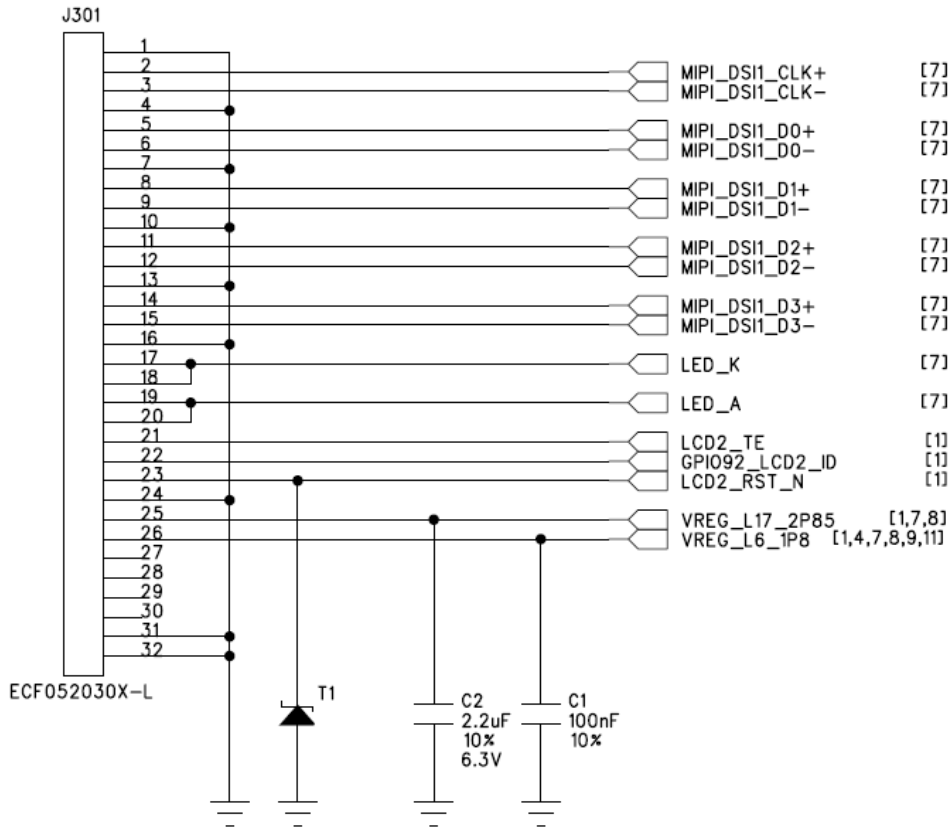 J301
1
2 MIPI_DSI1_CLK+ [7]
3 MIPI_DSI1_CLK- [7]
4
5 MIPI_DSI1_D0+ [7]
6 MIPI_DSI1_D0- [7]
7
8 MIPI_DSI1_D1+ [7]
9 MIPI_DSI1_D1- [7]
10
11 MIPI_DSI1_D2+ [7]
12 MIPI_DSI1_D2- [7]
13
14 MIPI_DSI1_D3+ [7]
15 MIPI_DSI1_D3- [7]
16
17 LED_K [7]
18
19 LED_A [7]
20
21 LCD2_TE [1]
22 GPIO92_LCD2_ID [1]
23 LCD2_RST_N [1]
24
25 VREG_L17_2P85 [1,7,8]
26 VREG_L6_1P8 [1,4,7,8,9,11]
27
28
29
30
31
32
ECF052030X-L
T1
C2
2.2uF
10%
6.3V
C1
100nF
10%